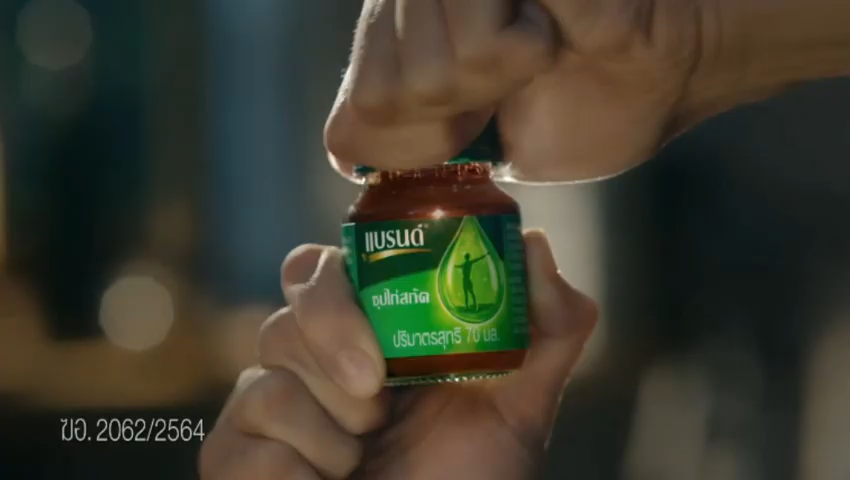 แบรนด์
ซุปไก่สกัด
ปริมาตรสุทธิ 70 มล.
ฆอ. 2062/2564